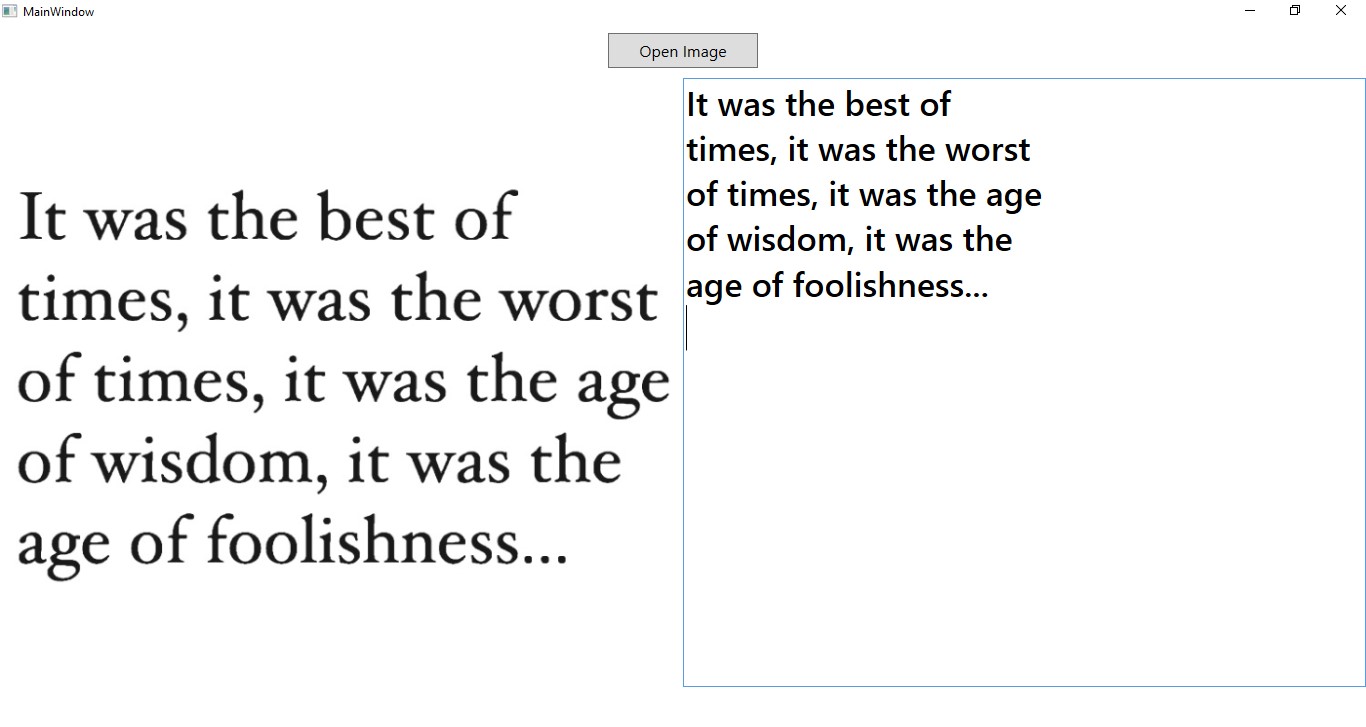 MainWindow
Open Image
It was the best of
times, it was the worst
of times, it was the age
of wisdom, it was the
age of foolishness...
It was the best of
times, it was the worst
of times, it was the age
of wisdom, it was the
age of foolishness...